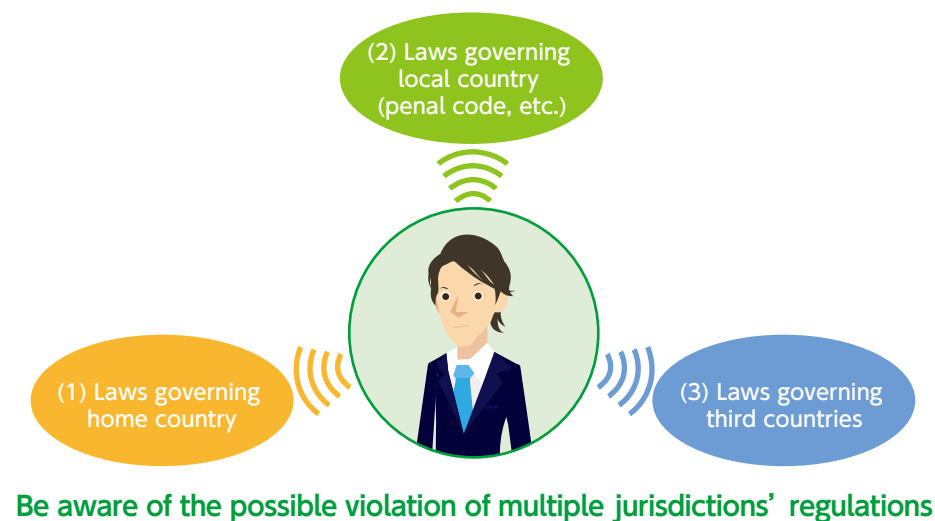 (2) Laws governing
local country
(penal code, etc.)
(1) Laws governing
home country
(3) Laws governing
third countries
Be aware of the possible violation of multiple jurisdictions’ regulations